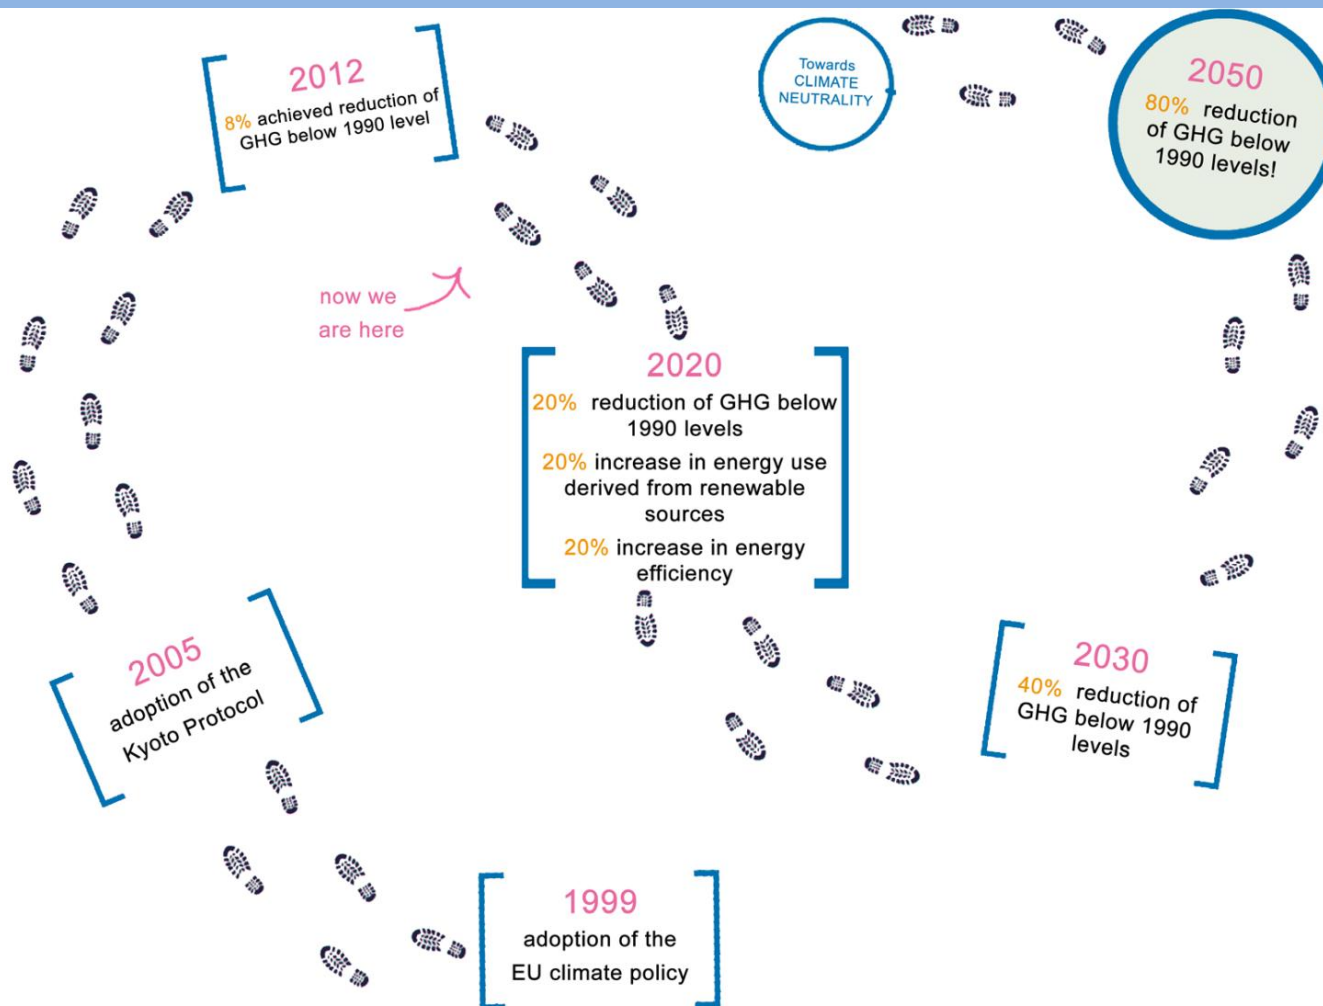 2012
8% achieved reduction of
GHG below 1990 level
Towards
CLIMATE
NEUTRALITY
2050
80% reduction
of GHG below
1990 levels!
now we
are here
2020
20% reduction of GHG below
1990 levels
20% increase in energy use
derived from renewable
sources
20% increase in energy
efficiency
2005
adoption of the
Kyoto Protocol
2030
40% reduction of
GHG below 1990
levels
1999
adoption of the
EU climate policy